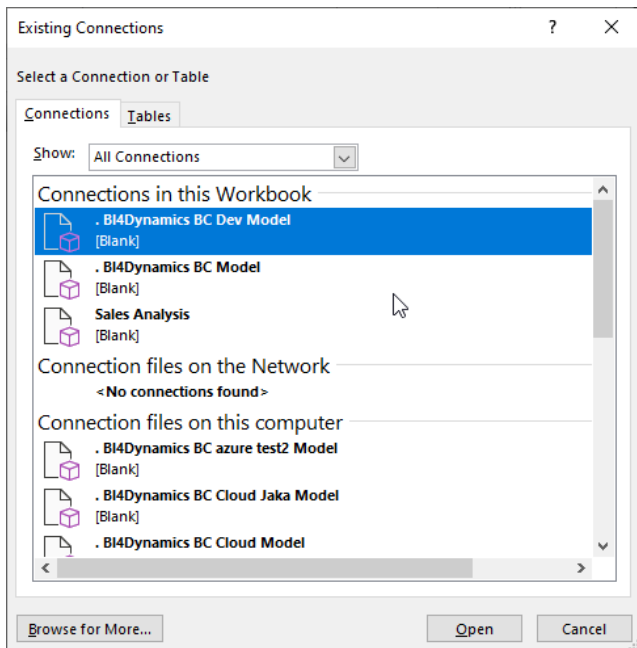 Existing Connections
Select a Connection or Table
Connections
Tables
Show:
All Connections
Connections in this Workbook
. BI4Dynamics BC Dev Model
[Blank]
. BI4Dynamics BC Model
[Blank]
Sales Analysis
[Blank]
Connection files on the Network
<No connections found>
Connection files on this computer
. BI4Dynamics BC azure test2 Model
[Blank]
. BI4Dynamics BC Cloud Jaka Model
[Blank]
. BI4Dynamics BC Cloud Model
Browse for More...
Open
Cancel